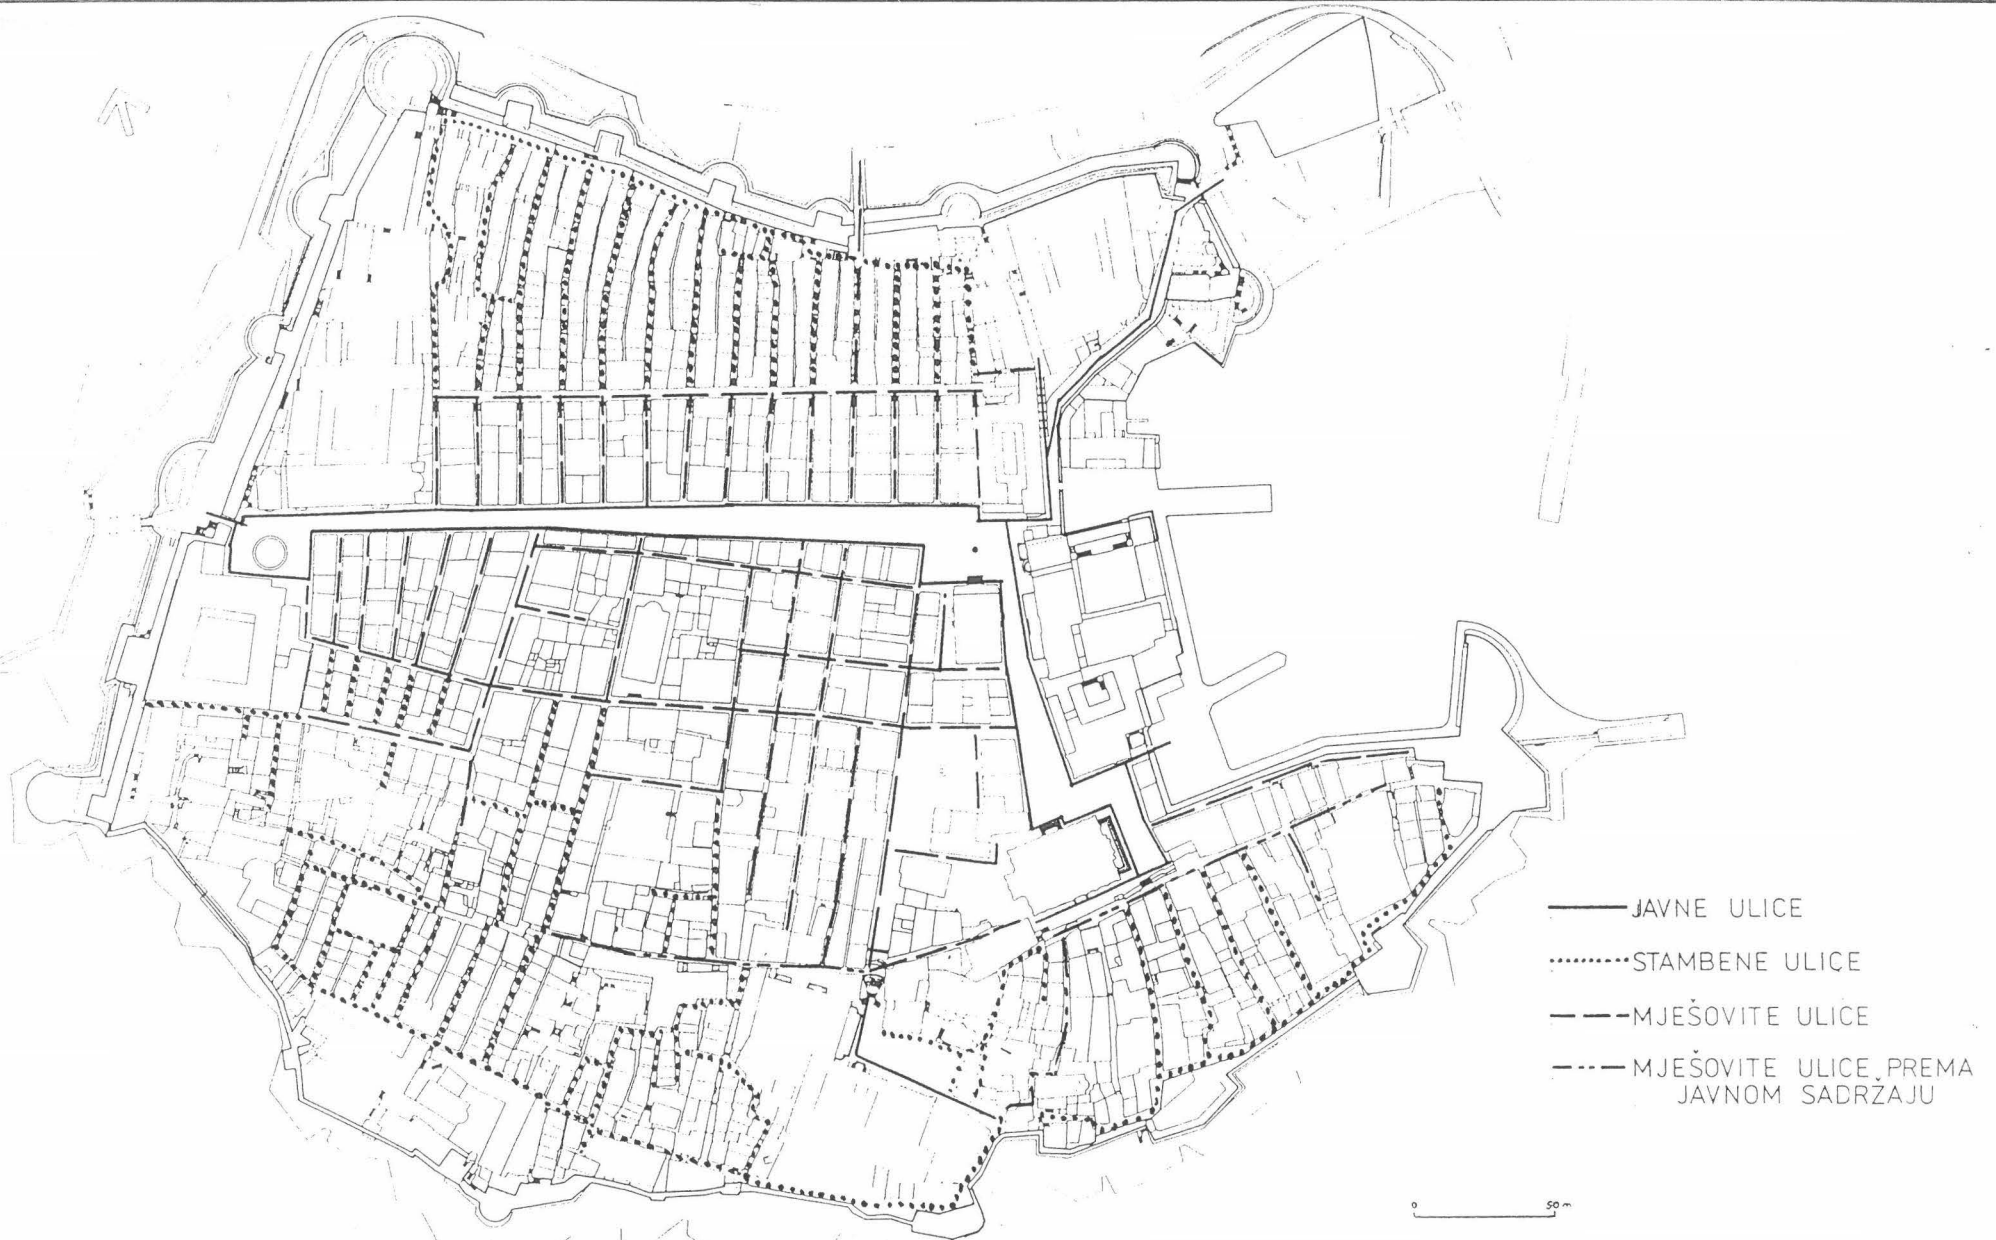 JAVNE ULICE
STAMBENE ULICE
MJEŠOVITE ULICE
MJEŠOVITE ULICE PREMA
JAVNOM SADRŽAJU
0 50 m